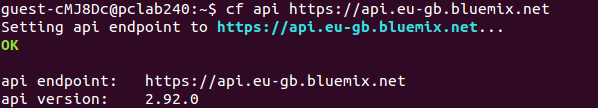 guest-cMJ8Dc@pclab240:~$ cf api https://api.eu-gb.bluemix.net
Setting api endpoint to https://api.eu-gb.bluemix.net...
OK
api endpoint:   https://api.eu-gb.bluemix.net
api version:    2.92.0